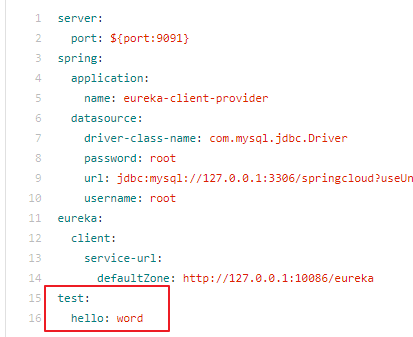 1 server:
2   port: ${port:9091}
3 spring:
4   application:
5     name: eureka-client-provider
6   datasource:
7     driver-class-name: com.mysql.jdbc.Driver
8     password: root
9     url: jdbc:mysql://127.0.0.1:3306/springcloud?useUn
10     username: root
11 eureka:
12   client:
13     service-url:
14       defaultZone: http://127.0.0.1:10086/eureka
15 test:
16   hello: word